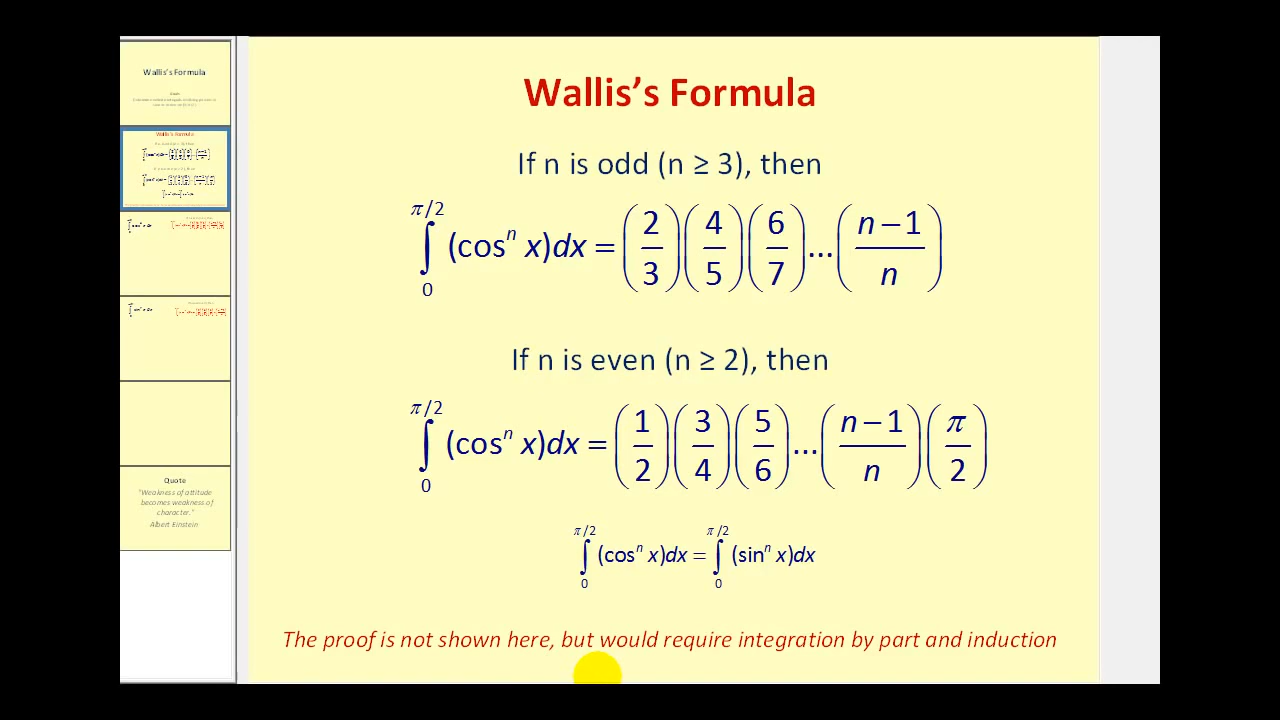 Wallis's Formula
Wallis's Formula
Quote
"Weakness of attitude
becomes weakness of
character."
Albert Einstein
Wallis's Formula
If n is odd (n ≥ 3), then
∫₀^{π/2} (cosⁿ x)dx = (2/3)(4/5)(6/7)...((n−1)/n)
If n is even (n ≥ 2), then
∫₀^{π/2} (cosⁿ x)dx = (1/2)(3/4)(5/6)...((n−1)/n)(π/2)
∫₀^{π/2} (cosⁿ x)dx = ∫₀^{π/2} (sinⁿ x)dx
The proof is not shown here, but would require integration by part and induction